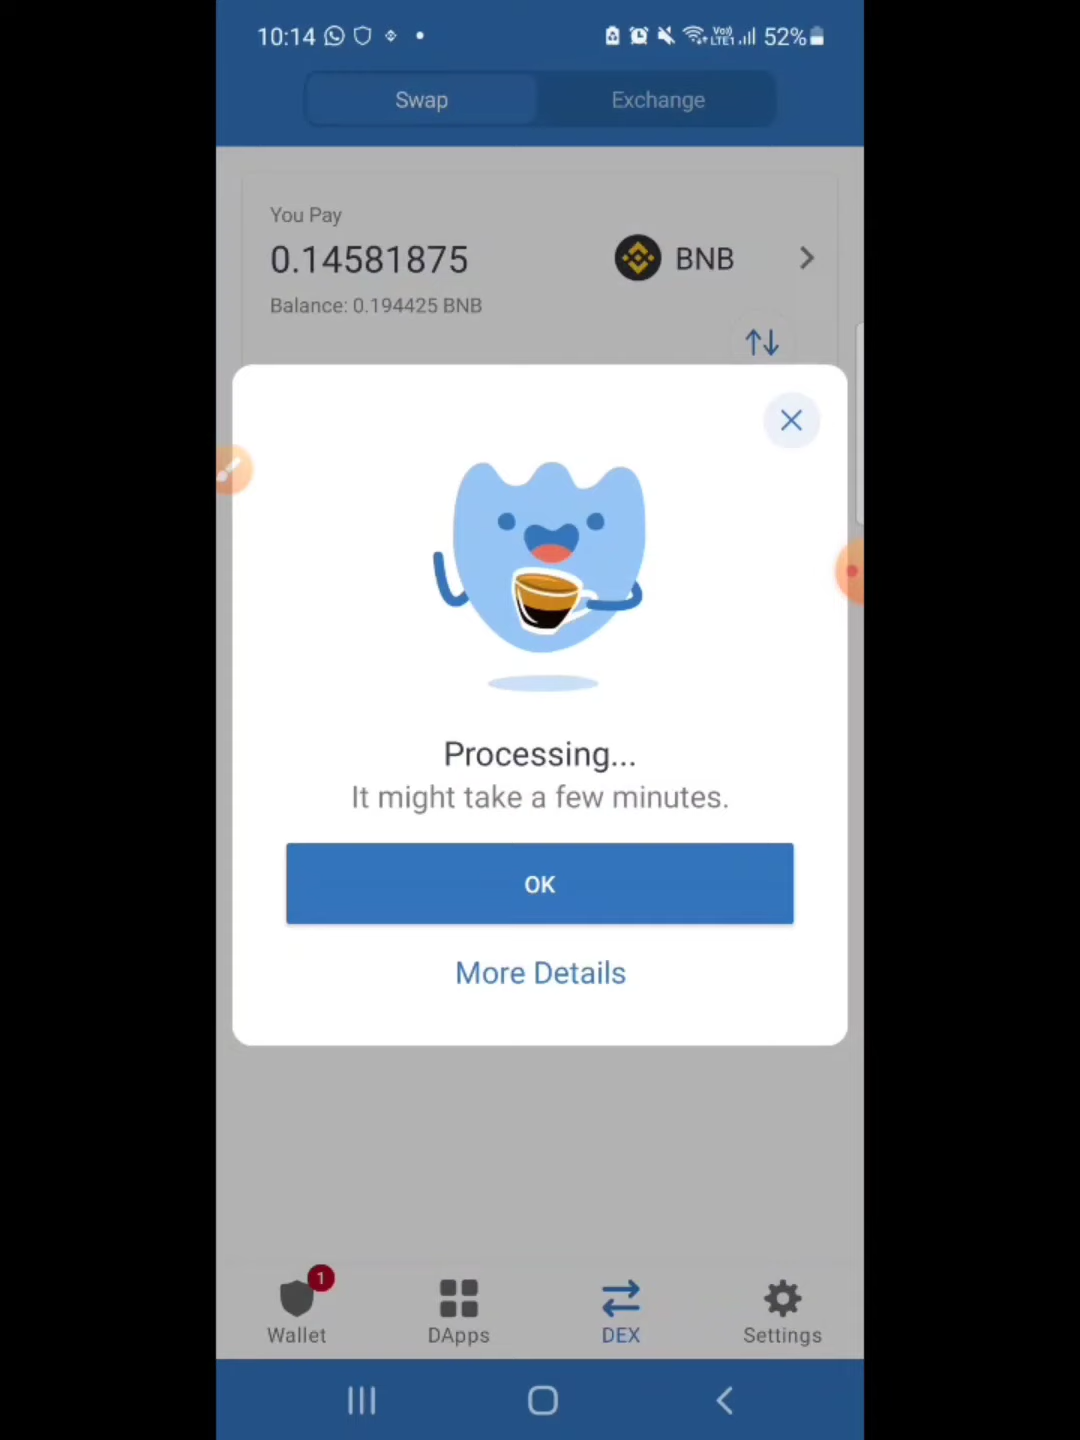 10:14 52%
Swap Exchange
You Pay
0.14581875 BNB
Balance: 0.194425 BNB
Processing...
It might take a few minutes.
OK
More Details
1
Wallet DApps DEX Settings